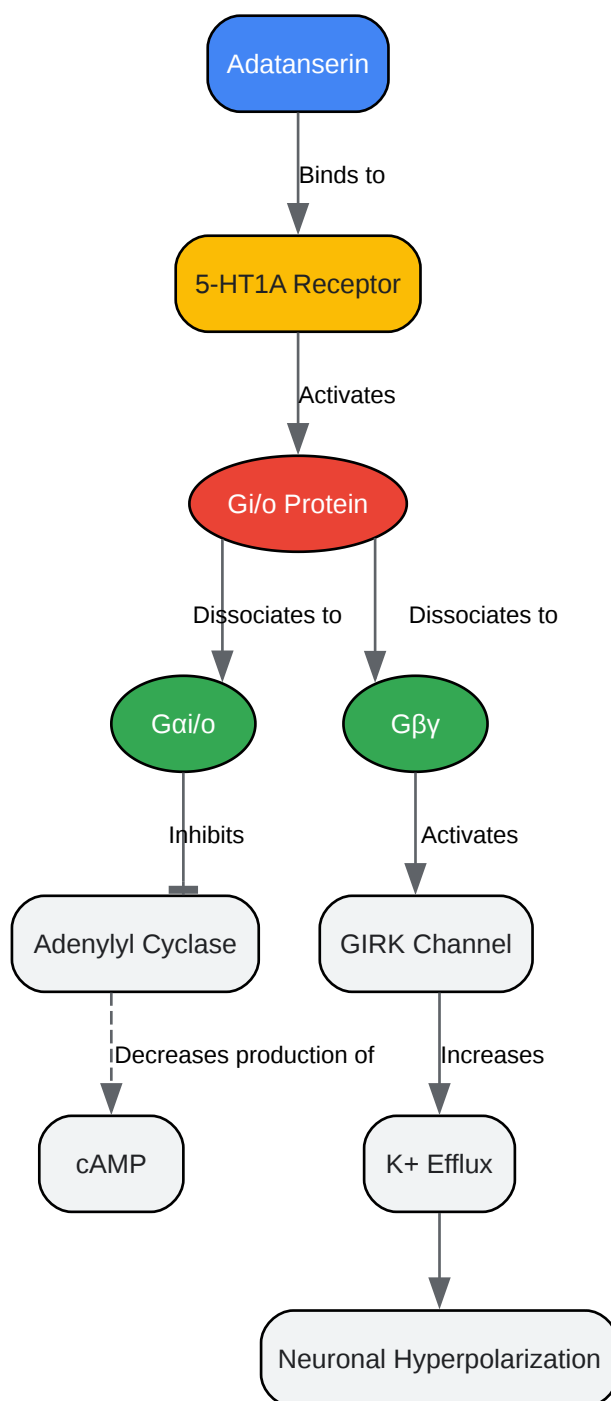 Adatanserin
Binds to
5-HT1A Receptor
Activates
Gi/o Protein
Dissociates to
Dissociates to
Gαi/o
Gβγ
Inhibits
Activates
Adenylyl Cyclase
GIRK Channel
Decreases production of
Increases
cAMP
K+ Efflux
Neuronal Hyperpolarization